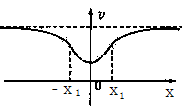 v
- X₁ 0 X₁ X